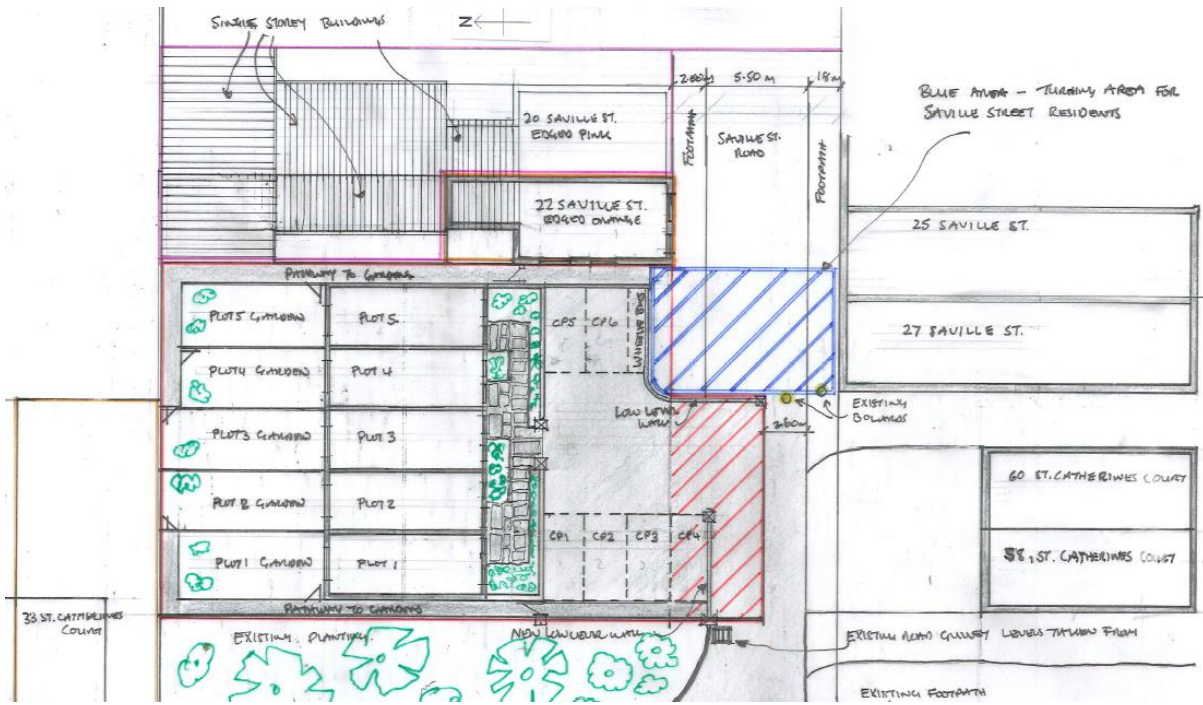 SINGLE STOREY BUILDINGS
N
2.00m
5.50 m
1.8m
BLUE AREA - TURNING AREA FOR
SAVILLE STREET RESIDENTS
20 SAVILLE ST.
EDGED PINK
FOOTPATH
SAVILLE ST.
ROAD
FOOTPATH
22 SAVILLE ST.
EDGED ORANGE
25 SAVILLE ST.
27 SAVILLE ST.
PATHWAY TO GARDENS
PLOT 5 GARDEN
PLOT 5
CP5
CP6
WHEELY BINS
PLOT 4 GARDEN
PLOT 4
LOW LEVEL
WALL
2.60m
EXISTING
BOLLARDS
PLOT 3 GARDEN
PLOT 3
PLOT 2 GARDEN
PLOT 2
60 ST. CATHERINES COURT
58, ST. CATHERINES COURT
CP1
CP2
CP3
CP4
2
3
PLOT 1 GARDEN
PLOT 1
PATHWAY TO GARDENS
33 ST. CATHERINES
COURT
EXISTING PLANTING.
NEW LOW LEVEL WALL
EXISTING ROAD GULLEY LEVELS TAKEN FROM
EXISTING FOOTPATH